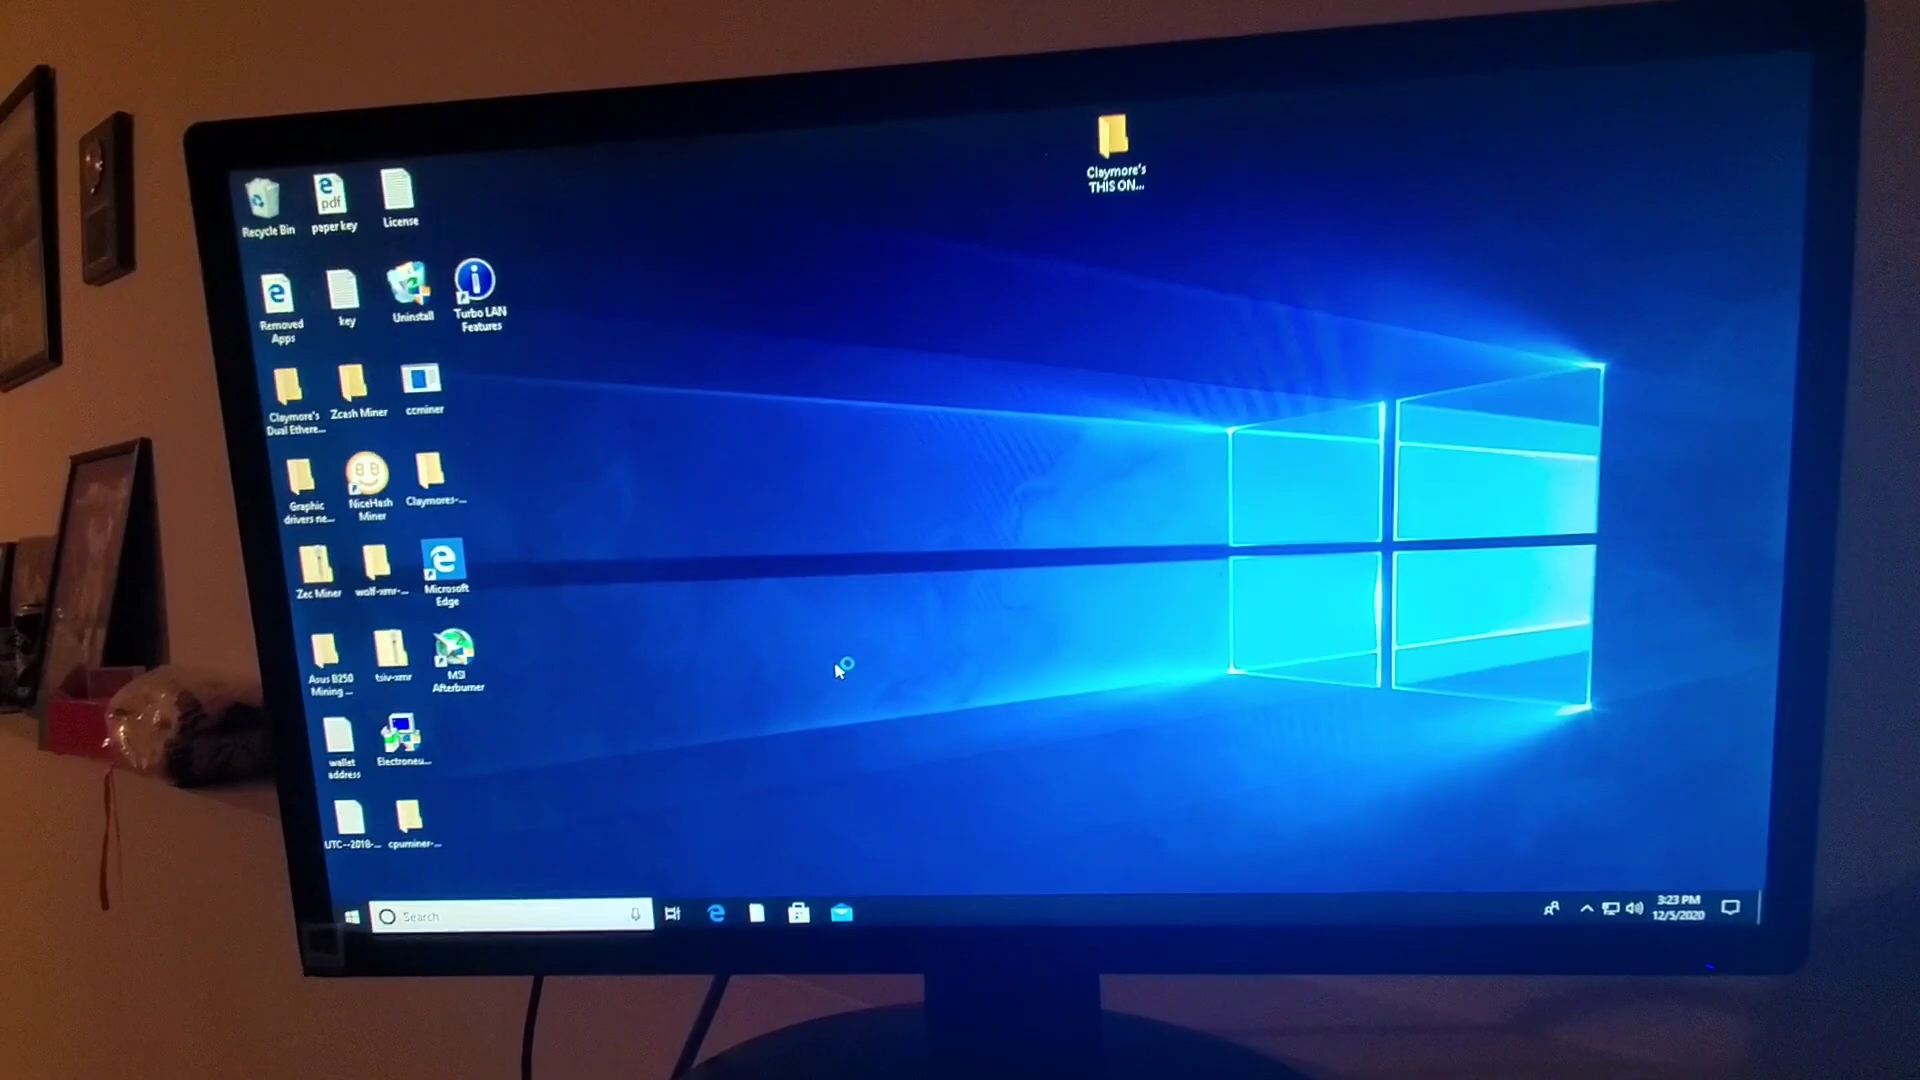 Claymore's
THIS ON...
Recycle Bin
paper key
License
Removed
Apps
key
Uninstall
Turbo LAN
Features
Claymore's
Dual Ethere...
Zcash Miner
ccminer
Graphic
drivers ne...
NiceHash
Miner
Claymores-...
Zec Miner
wolf-xmr-...
Microsoft
Edge
Asus B250
Mining ...
tsiv-xmr
MSI
Afterburner
wallet
address
Electroneu...
UTC--2018-...
cpuminer-...
Search
3:23 PM
12/5/2020
pdf